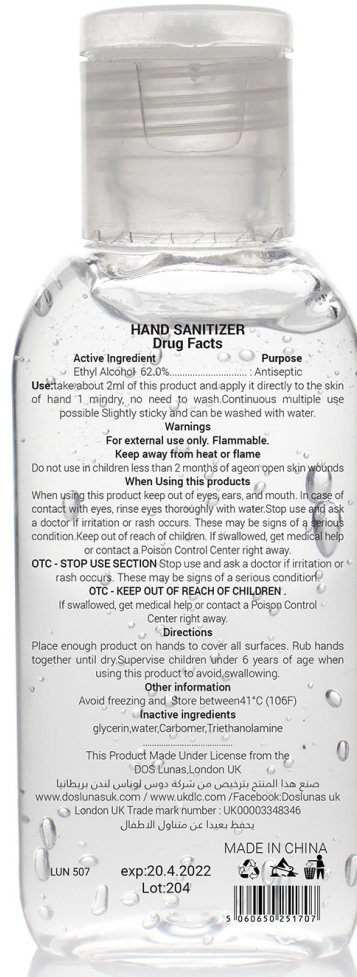 HAND SANITIZER
Drug Facts
Active Ingredient Purpose
Ethyl Alcohol 62.0%............................... : Antiseptic
Use:take about 2ml of this product and apply it directly to the skin
of hand 1 mindry, no need to wash.Continuous multiple use
possible Slightly sticky and can be washed with water.
Warnings
For external use only. Flammable.
Keep away from heat or flame
Do not use in children less than 2 months of ageor open skin wounds
When Using this products
When using this product keep out of eyes, ears, and mouth. In case of
contact with eyes, rinse eyes thoroughly with water.Stop use and ask
a doctor if irritation or rash occurs. These may be signs of a serious
condition.Keep out of reach of children. If swallowed, get medical help
or contact a Poison Control Center right away.
OTC - STOP USE SECTION Stop use and ask a doctor if irritation or
rash occurs. These may be signs of a serious condition.
OTC - KEEP OUT OF REACH OF CHILDREN .
If swallowed, get medical help or contact a Poison Control
Center right away.
Directions
Place enough product on hands to cover all surfaces. Rub hands
together until dry.Supervise children under 6 years of age when
using this product to avoid swallowing.
Other information
Avoid freezing and Store between41°C (106F)
Inactive ingredients
glycerin,water,Carbomer,Triethanolamine
....................................
This Product Made Under License from the
DOS Lunas,London UK
صنع هذا المنتج بترخيص من شركة دوس لوناس لندن بريطانيا
www.doslunasuk.com / www.ukdlc.com /Facebook:Doslunas uk
London UK Trade mark number : UK00003348346
يحفظ بعيدا عن متناول الاطفال
MADE IN CHINA
LUN 507 exp:20.4.2022
Lot:204
5 060650 251707